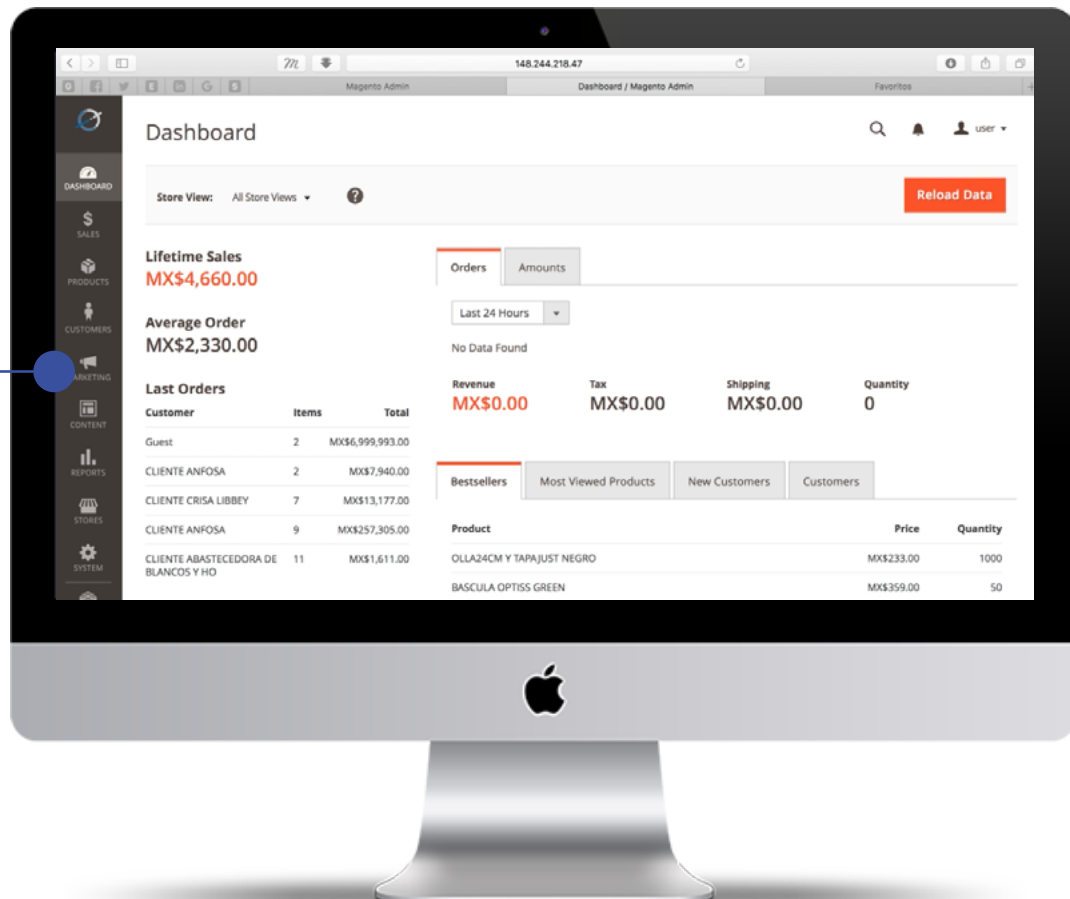 148.244.218.47
Magento Admin
Dashboard / Magento Admin
Favoritos
Dashboard
user
DASHBOARD
SALES
PRODUCTS
CUSTOMERS
ARKETING
CONTENT
REPORTS
STORES
SYSTEM
Store View: All Store Views
?
Reload Data
Lifetime Sales
MX$4,660.00
Average Order
MX$2,330.00
Last Orders
Customer Items Total
Guest 2 MX$6,999,993.00
CLIENTE ANFOSA 2 MX$7,940.00
CLIENTE CRISA LIBBEY 7 MX$13,177.00
CLIENTE ANFOSA 9 MX$257,305.00
CLIENTE ABASTECEDORA DE 11 MX$1,611.00
BLANCOS Y HO
Orders Amounts
Last 24 Hours
No Data Found
Revenue Tax Shipping Quantity
MX$0.00 MX$0.00 MX$0.00 0
Bestsellers Most Viewed Products New Customers Customers
Product Price Quantity
OLLA24CM Y TAPAJUST NEGRO MX$233.00 1000
BASCULA OPTISS GREEN MX$359.00 50